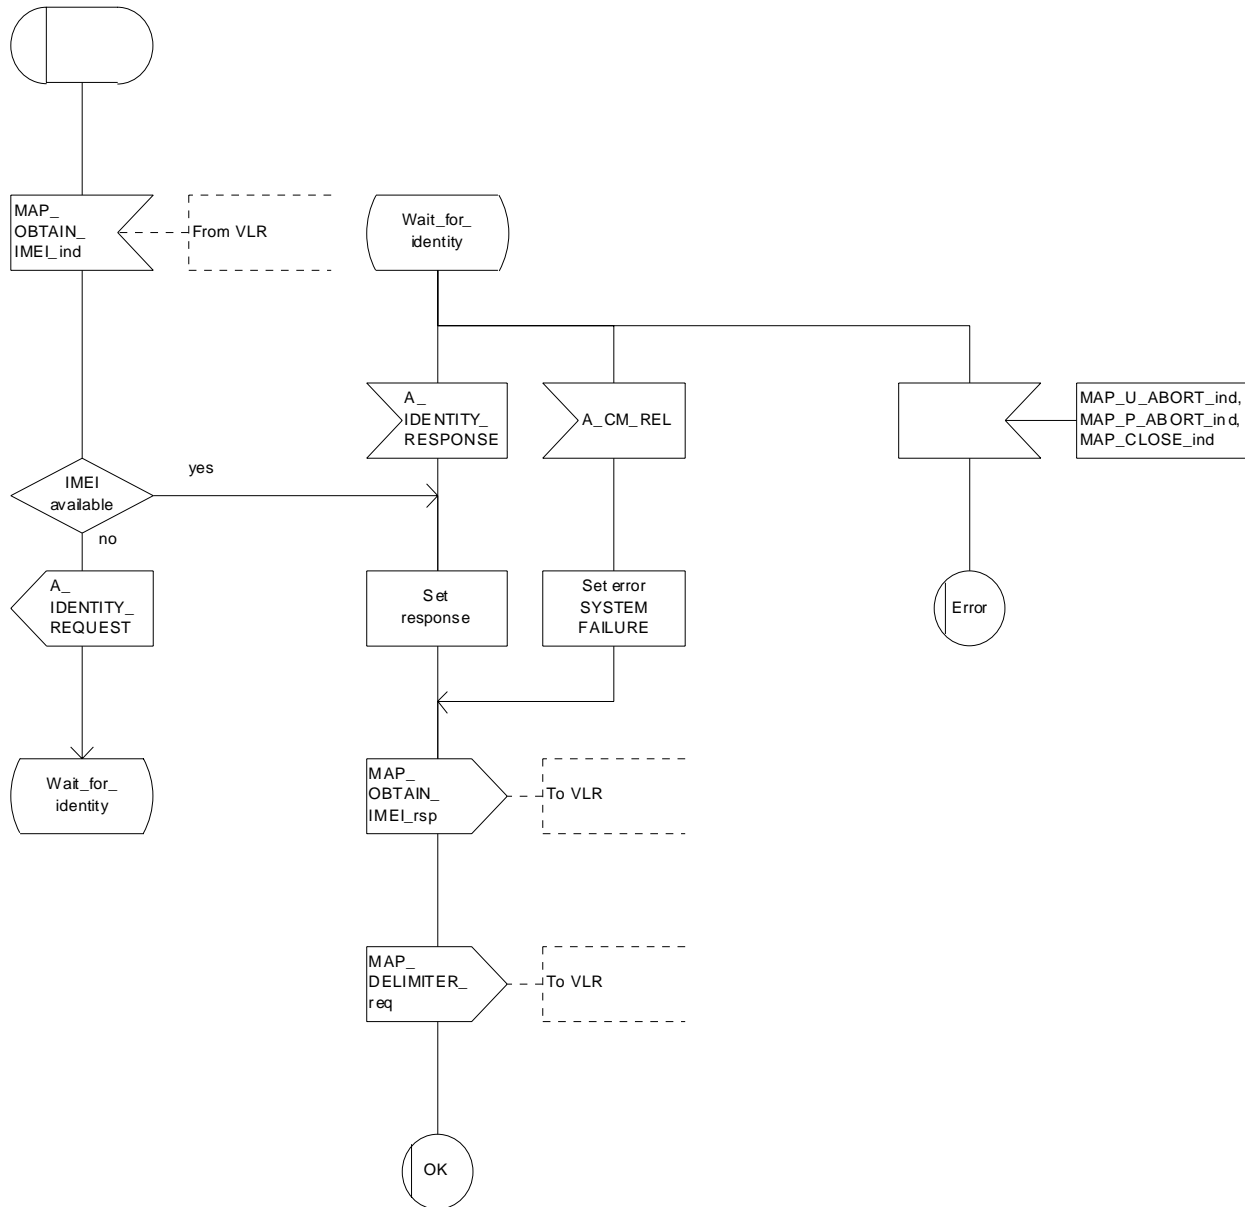 MAP_
OBTAIN_
IMEI_ind
From VLR
Wait_for_
identity
A_
IDENTITY_
RESPONSE
A_CM_REL
MAP_U_ABORT_ind,
MAP_P_ABORT_ind,
MAP_CLOSE_ind
IMEI
available
yes
no
A_
IDENTITY_
REQUEST
Set
response
Set error
SYSTEM
FAILURE
Error
Wait_for_
identity
MAP_
OBTAIN_
IMEI_rsp
To VLR
MAP_
DELIMITER_
req
To VLR
OK